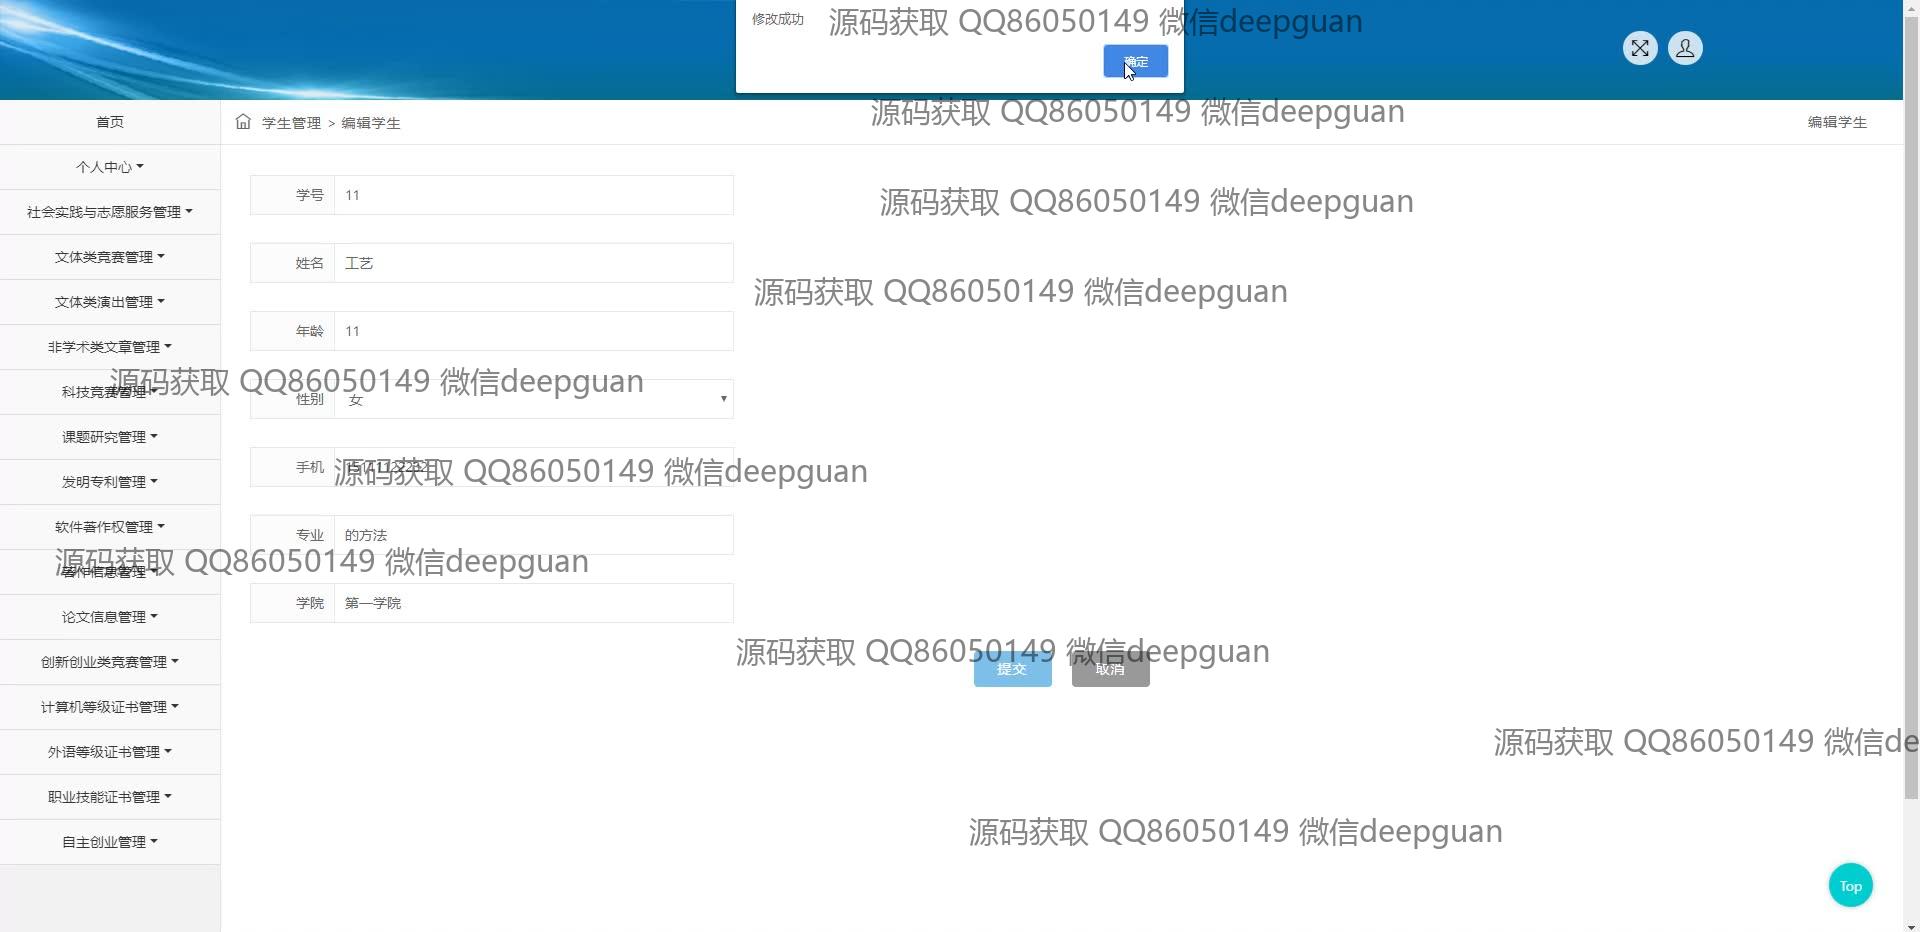 修改成功
源码获取 QQ86050149 微信deepguan
确定
源码获取 QQ86050149 微信deepguan
首页
学生管理 > 编辑学生
编辑学生
个人中心
社会实践与志愿服务管理
文体类竞赛管理
文体类演出管理
非学术类文章管理
科技竞赛管理
课题研究管理
发明专利管理
软件著作权管理
著作信息管理
论文信息管理
创新创业类竞赛管理
计算机等级证书管理
外语等级证书管理
职业技能证书管理
自主创业管理
学号 11
源码获取 QQ86050149 微信deepguan
姓名 工艺
源码获取 QQ86050149 微信deepguan
年龄 11
源码获取 QQ86050149 微信deepguan
性别 女
手机
源码获取 QQ86050149 微信deepguan
专业 的方法
源码获取 QQ86050149 微信deepguan
学院 第一学院
源码获取 QQ86050149 微信deepguan
提交 取消
源码获取 QQ86050149 微信de
源码获取 QQ86050149 微信deepguan
Top